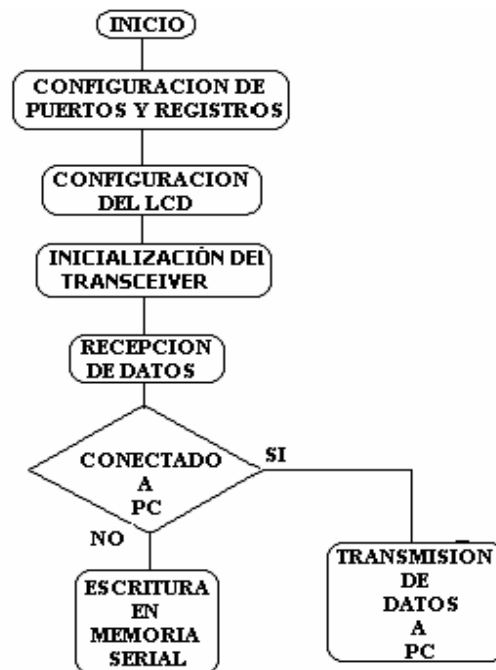 INICIO
CONFIGURACION DE
PUERTOS Y REGISTROS
CONFIGURACION
DEL LCD
INICIALIZACIÓN DEl
TRANSCEIVER
RECEPCION
DE DATOS
CONECTADO
A
PC
SI
NO
ESCRITURA
EN
MEMORIA
SERIAL
TRANSMISION
DE
DATOS
A
PC